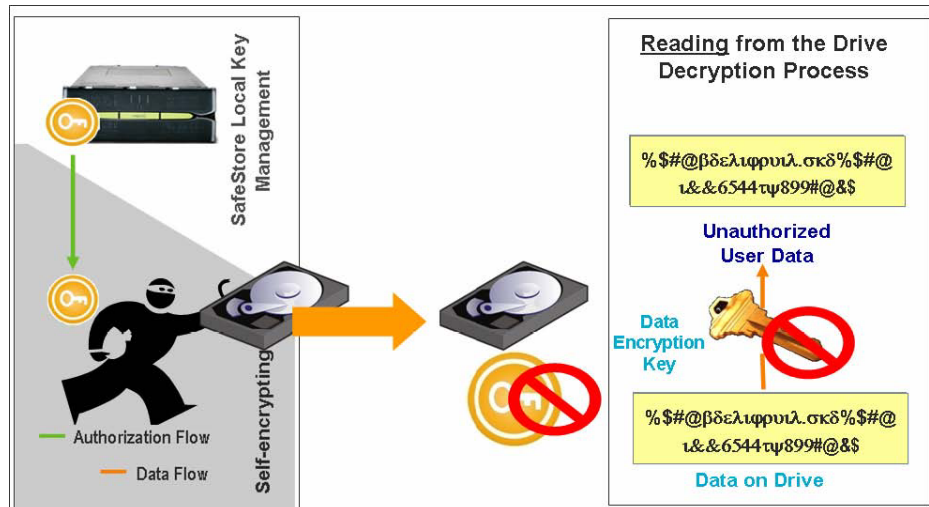 SafeStore Local Key
Management
Self-encrypting
Authorization Flow
Data Flow
Reading from the Drive
Decryption Process
%$#@βδελιφρυιλ.σκδ%$#@
ι&&6544τψ899#@&$
Unauthorized
User Data
Data
Encryption
Key
%$#@βδελιφρυιλ.σκδ%$#@
ι&&6544τψ899#@&$
Data on Drive